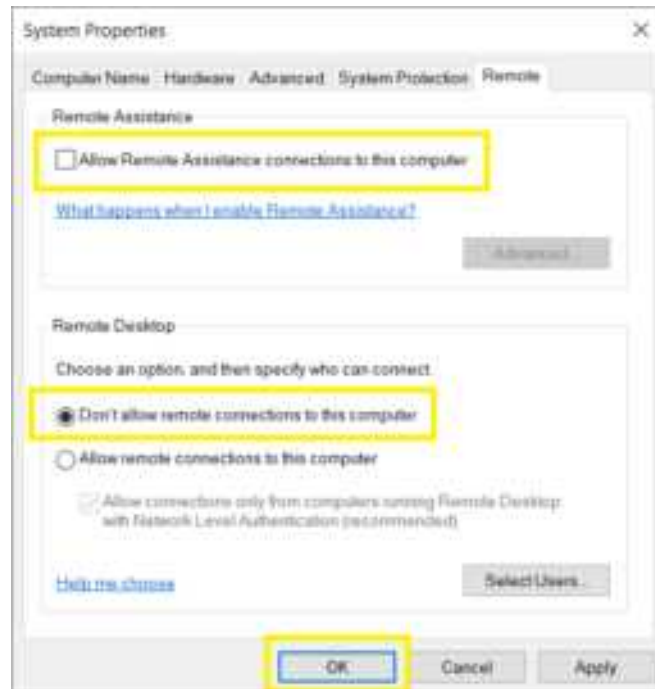 System Properties
Computer Name Hardware Advanced System Protection Remote
Remote Assistance
Allow Remote Assistance connections to this computer
What happens when I enable Remote Assistance?
Advanced...
Remote Desktop
Choose an option, and then specify who can connect.
Don't allow remote connections to this computer
Allow remote connections to this computer
Allow connections only from computers running Remote Desktop
with Network Level Authentication (recommended)
Help me choose
Select Users...
OK Cancel Apply